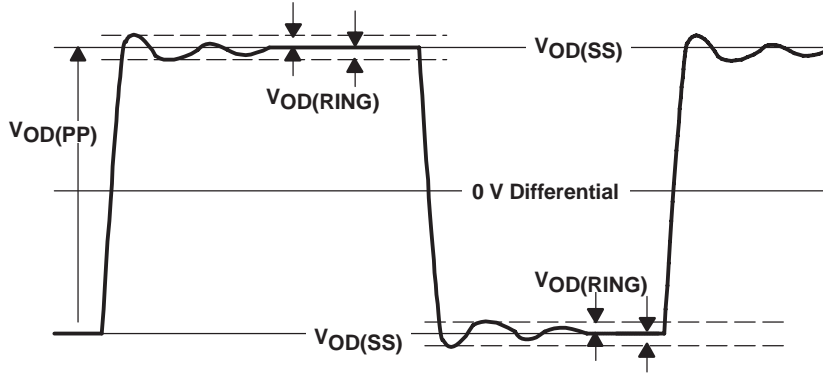 VOD(SS)
VOD(RING)
VOD(PP)
0 V Differential
VOD(RING)
VOD(SS)